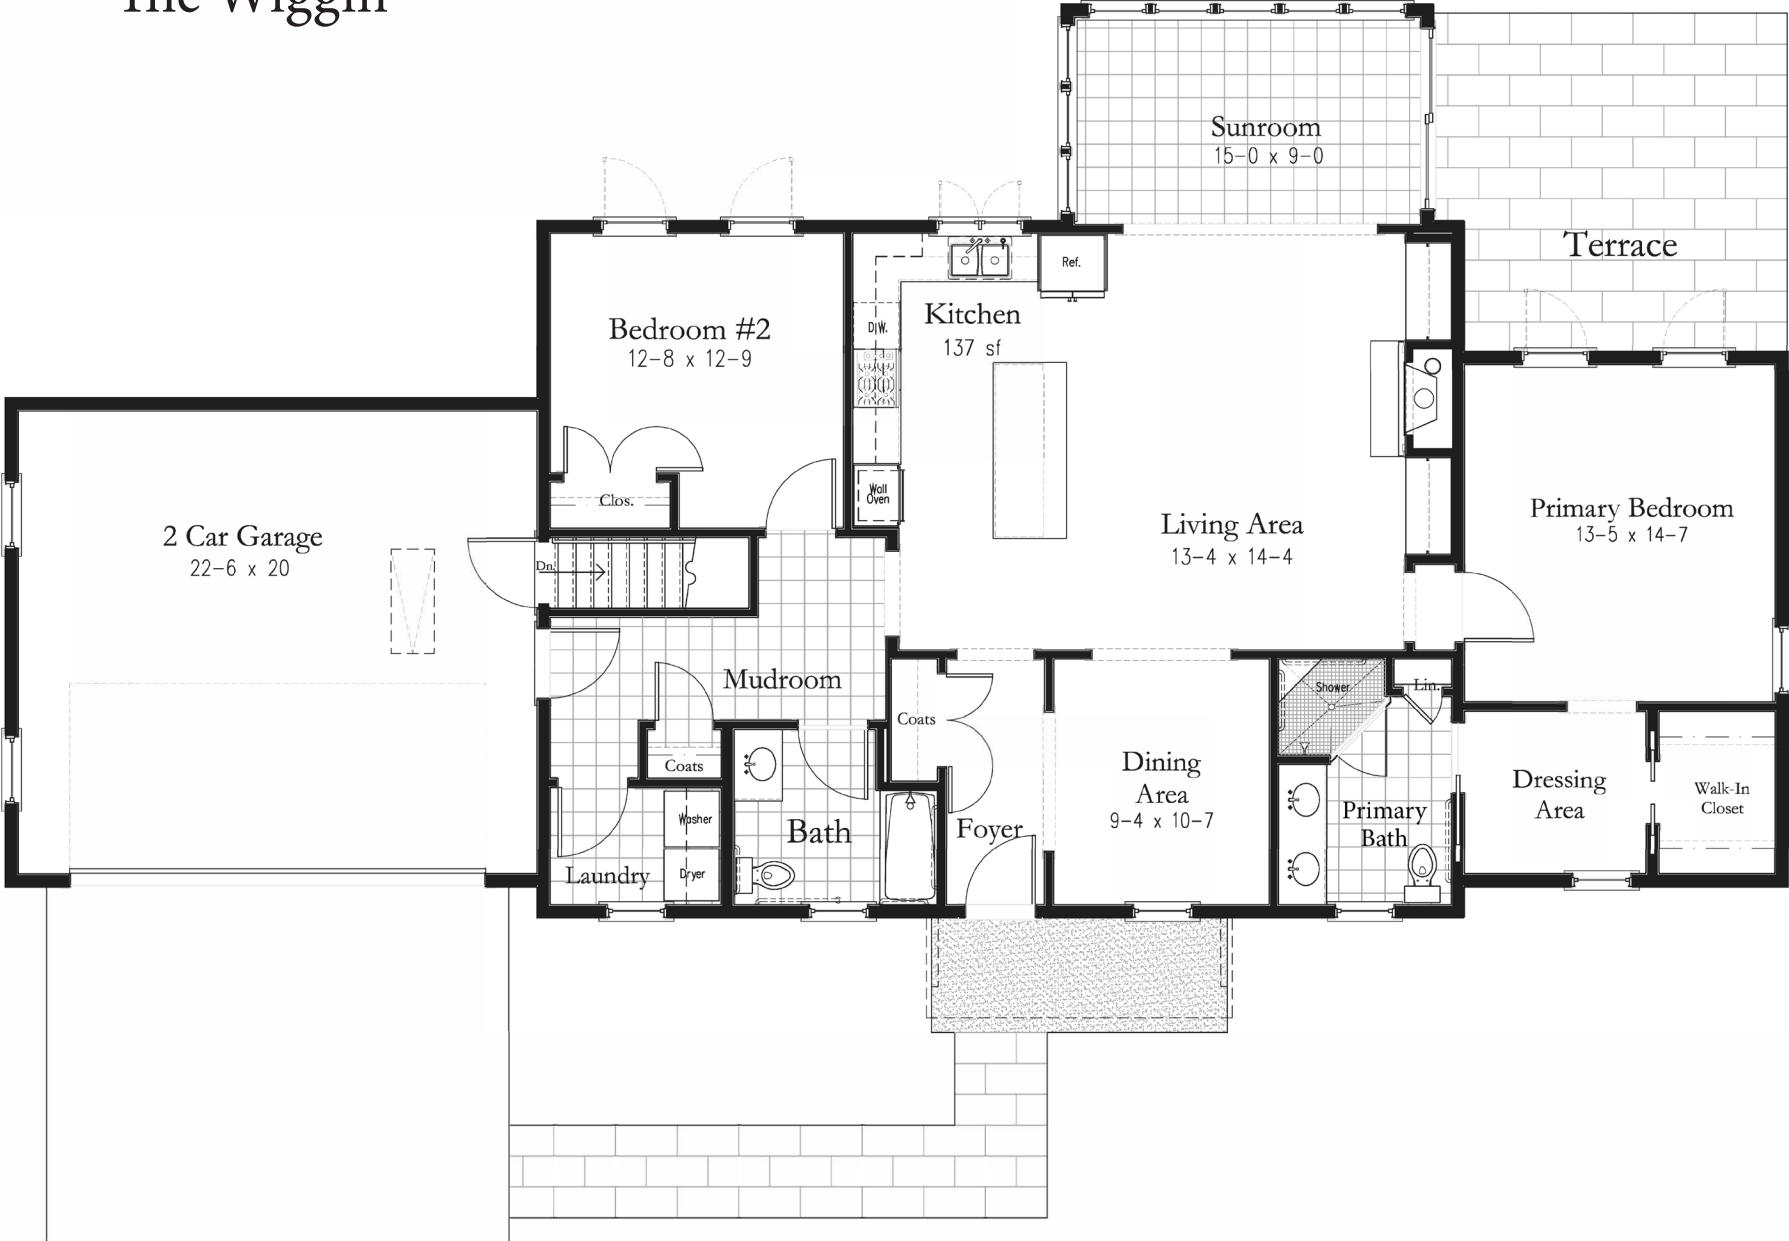 The Wiggin
Sunroom
15-0 x 9-0
Terrace
Ref.
Kitchen
137 sf
D.W.
Bedroom #2
12-8 x 12-9
Wall
Oven
Clos.
2 Car Garage
22-6 x 20
Dn.
Living Area
13-4 x 14-4
Primary Bedroom
13-5 x 14-7
Mudroom
Coats
Coats
Shower
Lin.
Dining
Area
9-4 x 10-7
Dressing
Area
Walk-In
Closet
Primary
Bath
Foyer
Bath
Washer
Dryer
Laundry